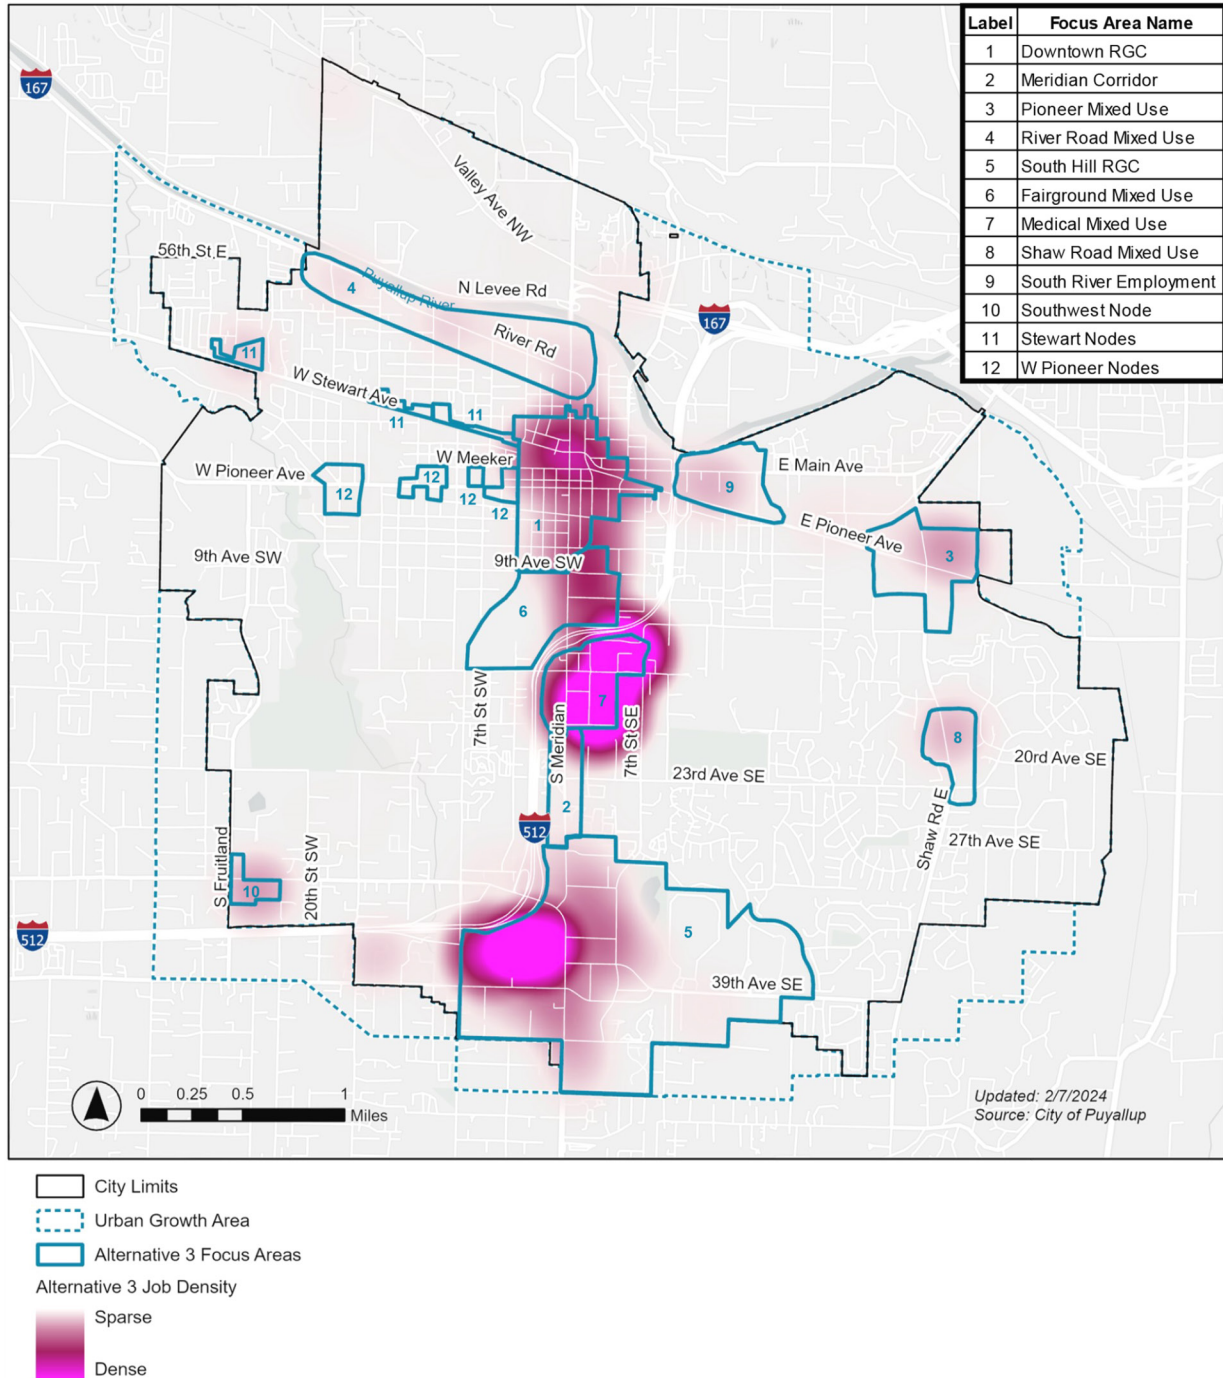 Label Focus Area Name
1 Downtown RGC
2 Meridian Corridor
3 Pioneer Mixed Use
4 River Road Mixed Use
5 South Hill RGC
6 Fairground Mixed Use
7 Medical Mixed Use
8 Shaw Road Mixed Use
9 South River Employment
10 Southwest Node
11 Stewart Nodes
12 W Pioneer Nodes
167
Valley Ave NW
56th St E
Puyallup River
4
N Levee Rd
River Rd
167
11
W Stewart Ave
11
11
W Meeker
E Main Ave
W Pioneer Ave
12
12
12
12
9
1
E Pioneer Ave
3
9th Ave SW
9th Ave SW
6
7th St SW
7
S Meridian
7th St SE
8
20rd Ave SE
23rd Ave SE
2
512
Shaw Rd E
27th Ave SE
S Fruitland
10
20th St SW
512
5
39th Ave SE
0 0.25 0.5 1
Miles
Updated: 2/7/2024
Source: City of Puyallup
City Limits
Urban Growth Area
Alternative 3 Focus Areas
Alternative 3 Job Density
Sparse
Dense